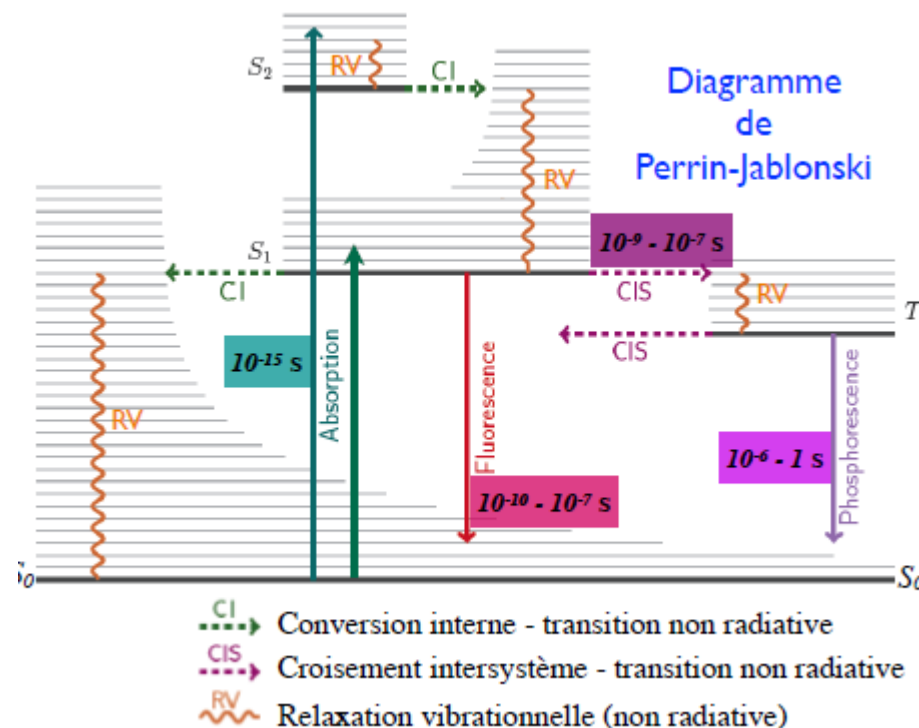 S₂
RV
CI
Diagramme
de
Perrin-Jablonski
RV
10⁻⁹ - 10⁻⁷ s
S₁
CI
CIS
RV
T
CIS
10⁻¹⁵ s
Absorption
Fluorescence
RV
10⁻⁶ - 1 s
Phosphorescence
10⁻¹⁰ - 10⁻⁷ s
S₀
S₀
CI Conversion interne - transition non radiative
CIS Croisement intersystème - transition non radiative
RV Relaxation vibrationnelle (non radiative)